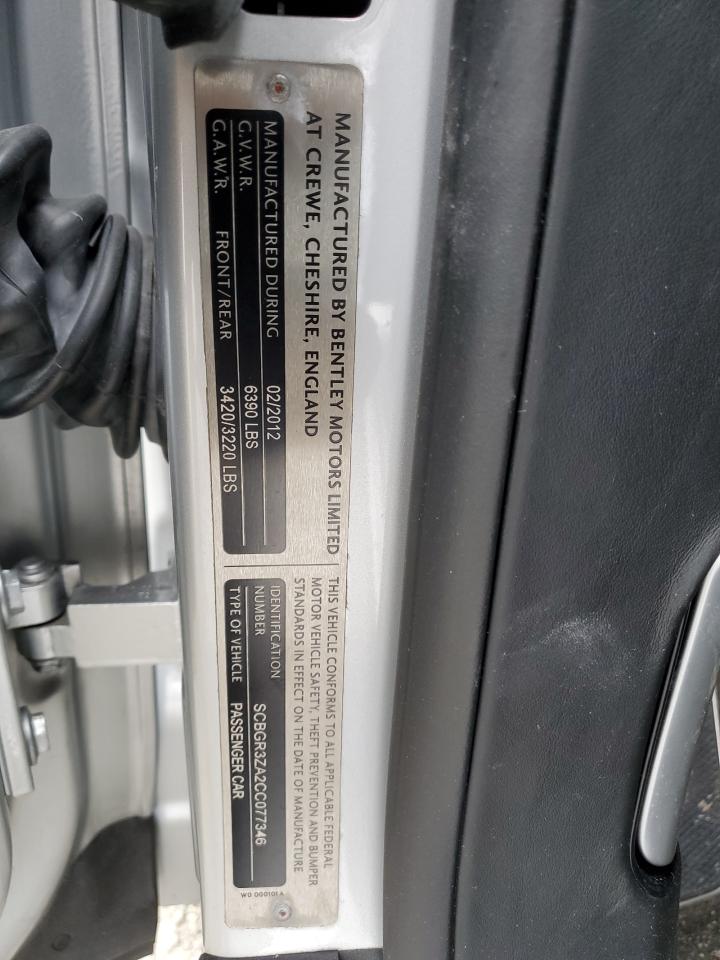 MANUFACTURED BY BENTLEY MOTORS LIMITED
AT CREWE, CHESHIRE, ENGLAND
MANUFACTURED DURING 02/2012
G.V.W.R. 6390 LBS
G.A.W.R. FRONT/REAR 3420/3220 LBS
THIS VEHICLE CONFORMS TO ALL APPLICABLE FEDERAL
MOTOR VEHICLE SAFETY, THEFT PREVENTION AND BUMPER
STANDARDS IN EFFECT ON THE DATE OF MANUFACTURE
IDENTIFICATION
NUMBER SCBGR3ZA2CC077346
TYPE OF VEHICLE PASSENGER CAR
W0 000101 A